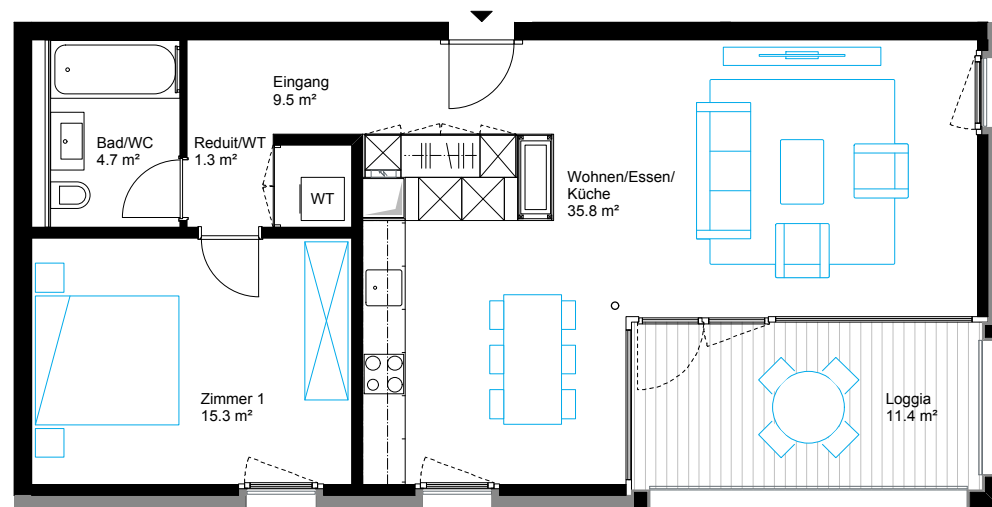 Eingang
9.5 m²
Bad/WC
4.7 m²
Reduit/WT
1.3 m²
WT
Wohnen/Essen/
Küche
35.8 m²
Zimmer 1
15.3 m²
Loggia
11.4 m²